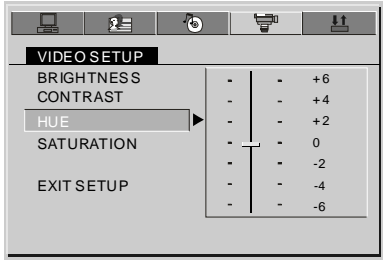 VIDEO SETUP
BRIGHTNESS
CONTRAST
HUE
SATURATION
EXIT SETUP
+6
+4
+2
0
-2
-4
-6